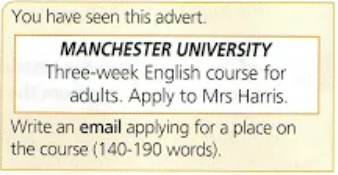 You have seen this advert.
MANCHESTER UNIVERSITY
Three-week English course for
adults. Apply to Mrs Harris.
Write an email applying for a place on
the course (140-190 words).